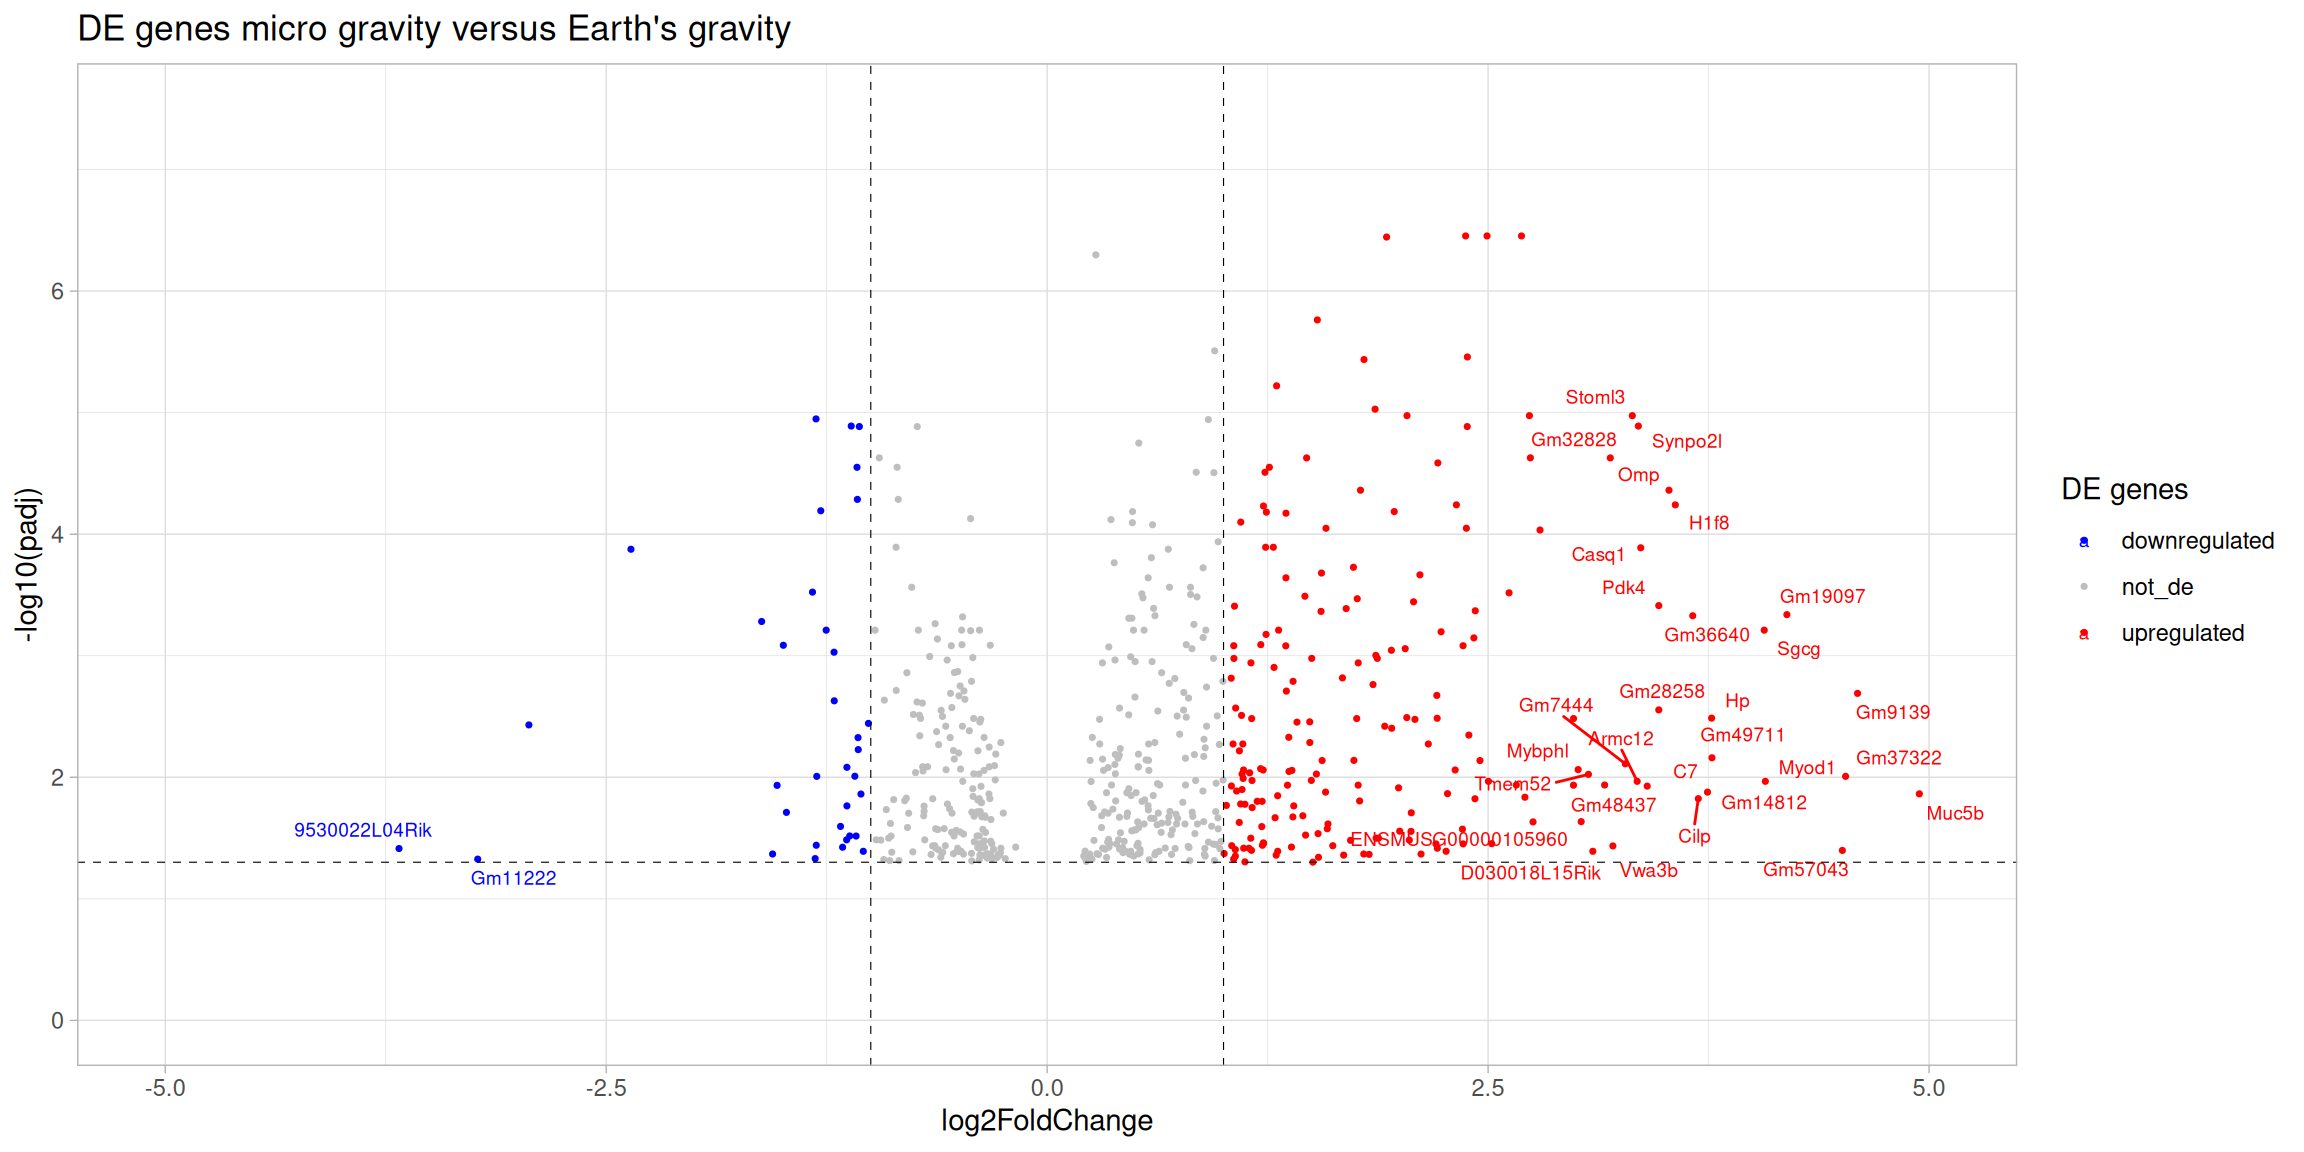 DE genes micro gravity versus Earth's gravity
-log10(padj)
6
4
2
0
Stoml3
Gm32828
Synpo2l
Omp
H1f8
Casq1
Pdk4
Gm19097
Gm36640
Sgcg
Gm28258
Hp
Gm7444
Gm9139
Armc12
Gm49711
Mybphl
Gm37322
C7
Myod1
Tmem52
Gm48437
Gm14812
Muc5b
9530022L04Rik
Cilp
ENSMUSG00000105960
D030018L15Rik
Vwa3b
Gm57043
Gm11222
-5.0
-2.5
0.0
2.5
5.0
log2FoldChange
DE genes
a downregulated
not_de
a upregulated